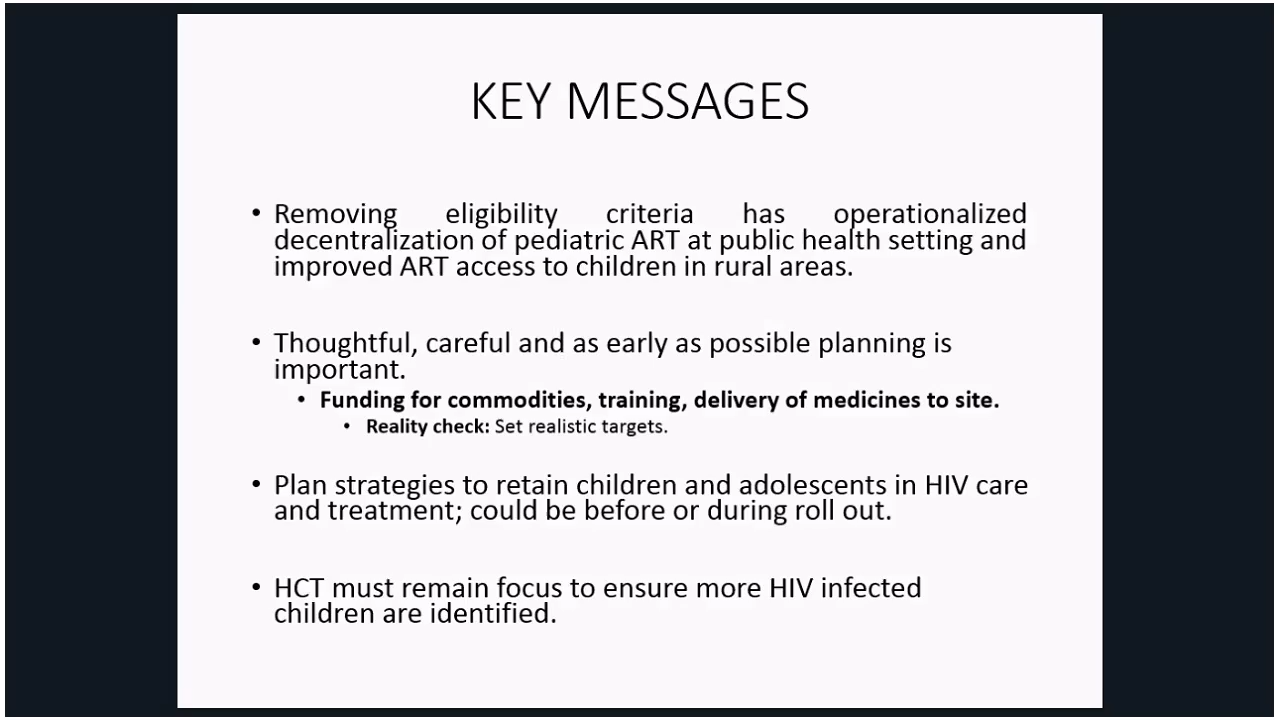 KEY MESSAGES
• Removing eligibility criteria has operationalized
decentralization of pediatric ART at public health setting and
improved ART access to children in rural areas.
• Thoughtful, careful and as early as possible planning is
important.
• Funding for commodities, training, delivery of medicines to site.
• Reality check: Set realistic targets.
• Plan strategies to retain children and adolescents in HIV care
and treatment; could be before or during roll out.
• HCT must remain focus to ensure more HIV infected
children are identified.